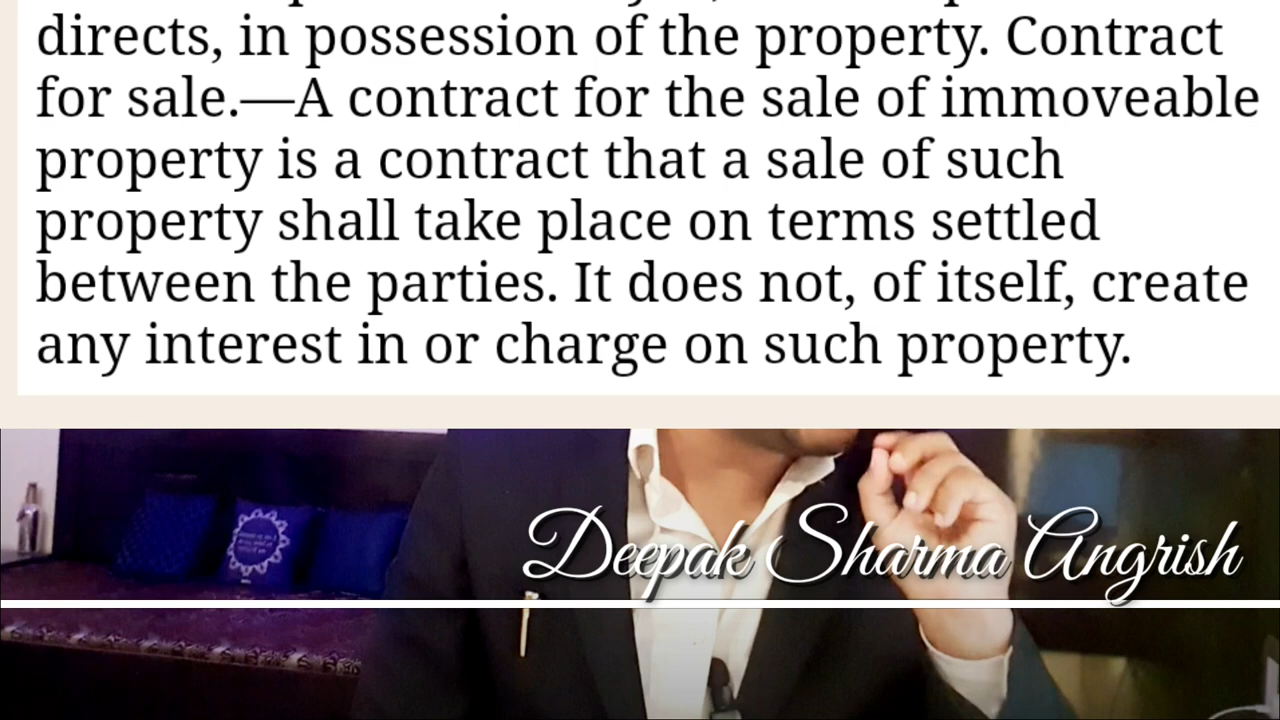 directs, in possession of the property. Contract
for sale.—A contract for the sale of immoveable
property is a contract that a sale of such
property shall take place on terms settled
between the parties. It does not, of itself, create
any interest in or charge on such property.
Deepak Sharma Angrish